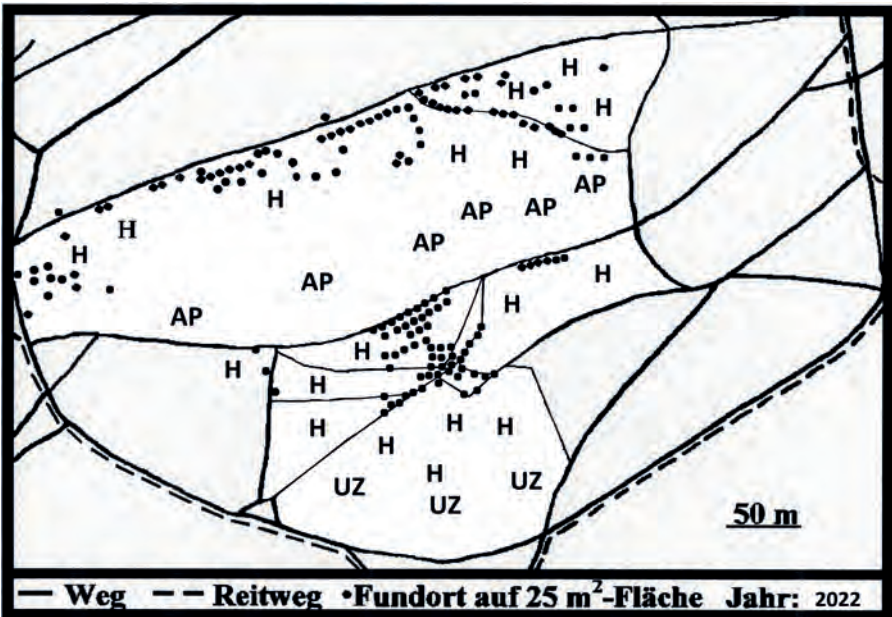 H
H H
H H
AP
H AP AP
H AP
H
AP
AP
H
H
H
H H
H
H H H
H
UZ UZ
UZ
50 m
Weg Reitweg Fundort auf 25 m²-Fläche Jahr: 2022